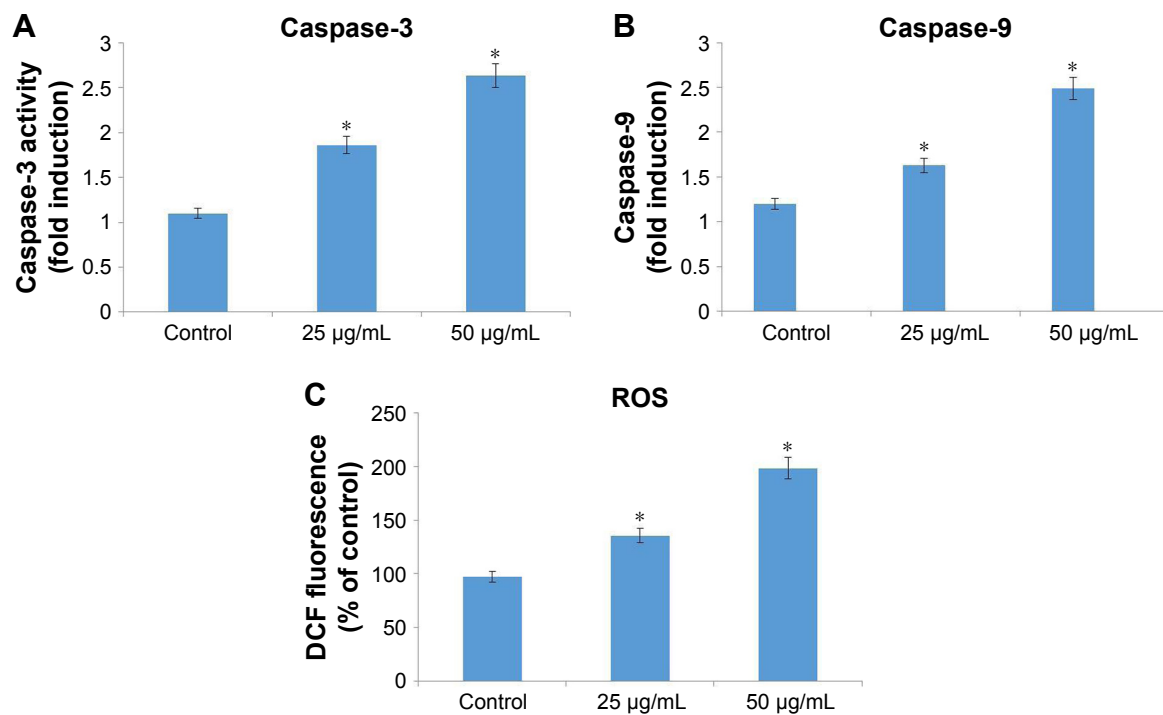 A
Caspase-3
Caspase-3 activity
(fold induction)
3
2.5
2
1.5
1
0.5
0
*
*
Control
25 µg/mL
50 µg/mL
B
Caspase-9
Caspase-9
(fold induction)
3
2.5
2
1.5
1
0.5
0
*
*
Control
25 µg/mL
50 µg/mL
C
ROS
DCF fluorescence
(% of control)
250
200
150
100
50
0
*
*
Control
25 µg/mL
50 µg/mL